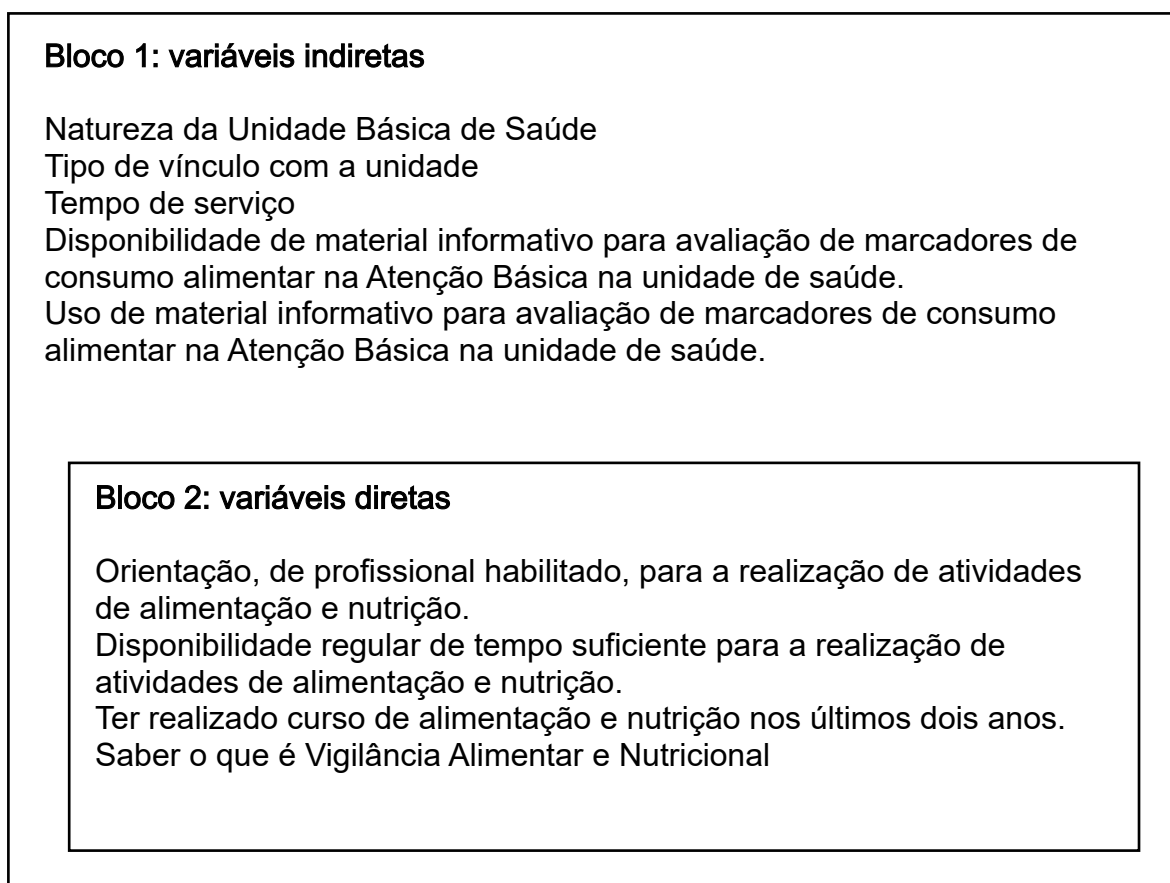 Bloco 1: variáveis indiretas
Natureza da Unidade Básica de Saúde
Tipo de vínculo com a unidade
Tempo de serviço
Disponibilidade de material informativo para avaliação de marcadores de
consumo alimentar na Atenção Básica na unidade de saúde.
Uso de material informativo para avaliação de marcadores de consumo
alimentar na Atenção Básica na unidade de saúde.
Bloco 2: variáveis diretas
Orientação, de profissional habilitado, para a realização de atividades
de alimentação e nutrição.
Disponibilidade regular de tempo suficiente para a realização de
atividades de alimentação e nutrição.
Ter realizado curso de alimentação e nutrição nos últimos dois anos.
Saber o que é Vigilância Alimentar e Nutricional